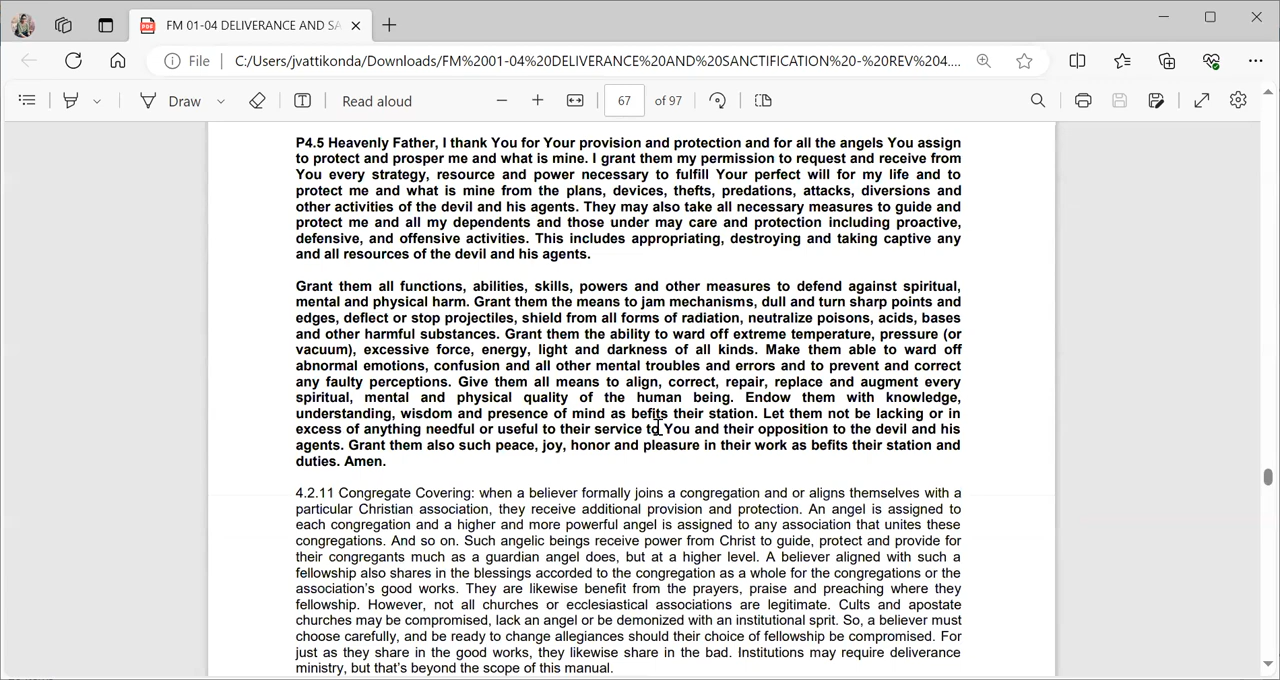 FM 01-04 DELIVERANCE AND SA
File
C:/Users/jvattikonda/Downloads/FM%2001-04%20DELIVERANCE%20AND%20SANCTIFICATION%20-%20REV%204....
Draw
Read aloud
67
of 97
P4.5 Heavenly Father, I thank You for Your provision and protection and for all the angels You assign
to protect and prosper me and what is mine. I grant them my permission to request and receive from
You every strategy, resource and power necessary to fulfill Your perfect will for my life and to
protect me and what is mine from the plans, devices, thefts, predations, attacks, diversions and
other activities of the devil and his agents. They may also take all necessary measures to guide and
protect me and all my dependents and those under may care and protection including proactive,
defensive, and offensive activities. This includes appropriating, destroying and taking captive any
and all resources of the devil and his agents.
Grant them all functions, abilities, skills, powers and other measures to defend against spiritual,
mental and physical harm. Grant them the means to jam mechanisms, dull and turn sharp points and
edges, deflect or stop projectiles, shield from all forms of radiation, neutralize poisons, acids, bases
and other harmful substances. Grant them the ability to ward off extreme temperature, pressure (or
vacuum), excessive force, energy, light and darkness of all kinds. Make them able to ward off
abnormal emotions, confusion and all other mental troubles and errors and to prevent and correct
any faulty perceptions. Give them all means to align, correct, repair, replace and augment every
spiritual, mental and physical quality of the human being. Endow them with knowledge,
understanding, wisdom and presence of mind as befits their station. Let them not be lacking or in
excess of anything needful or useful to their service to You and their opposition to the devil and his
agents. Grant them also such peace, joy, honor and pleasure in their work as befits their station and
duties. Amen.
4.2.11 Congregate Covering: when a believer formally joins a congregation and or aligns themselves with a
particular Christian association, they receive additional provision and protection. An angel is assigned to
each congregation and a higher and more powerful angel is assigned to any association that unites these
congregations. And so on. Such angelic beings receive power from Christ to guide, protect and provide for
their congregants much as a guardian angel does, but at a higher level. A believer aligned with such a
fellowship also shares in the blessings accorded to the congregation as a whole for the congregations or the
association's good works. They are likewise benefit from the prayers, praise and preaching where they
fellowship. However, not all churches or ecclesiastical associations are legitimate. Cults and apostate
churches may be compromised, lack an angel or be demonized with an institutional sprit. So, a believer must
choose carefully, and be ready to change allegiances should their choice of fellowship be compromised. For
just as they share in the good works, they likewise share in the bad. Institutions may require deliverance
ministry, but that's beyond the scope of this manual.